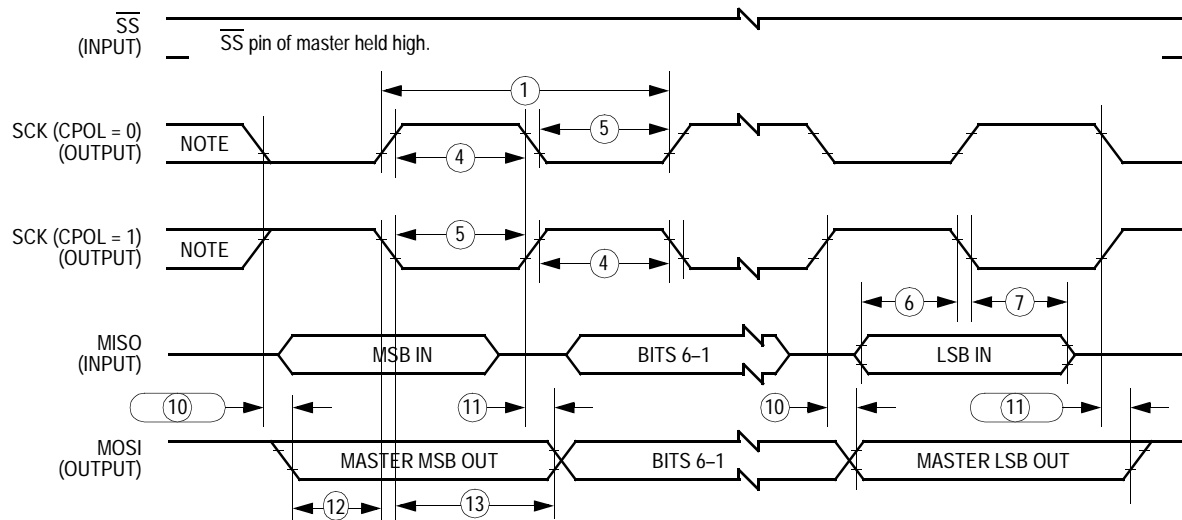 SS
(INPUT)
SS pin of master held high.
1
SCK (CPOL = 0)
(OUTPUT)
NOTE
5
4
SCK (CPOL = 1)
(OUTPUT)
NOTE
5
4
6
7
MISO
(INPUT)
MSB IN
BITS 6–1
LSB IN
10
11
10
11
MOSI
(OUTPUT)
MASTER MSB OUT
BITS 6–1
MASTER LSB OUT
12
13